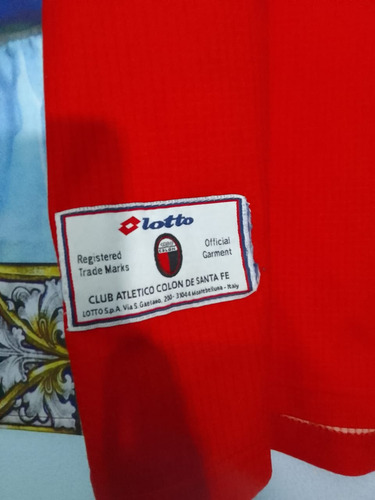 lotto
Registered
Trade Marks
Official
Garment
CLUB ATLETICO COLON DE SANTA FE
LOTTO S.p.A. Via S. Gaetano, 200 - 31044 Montebelluna - Italy